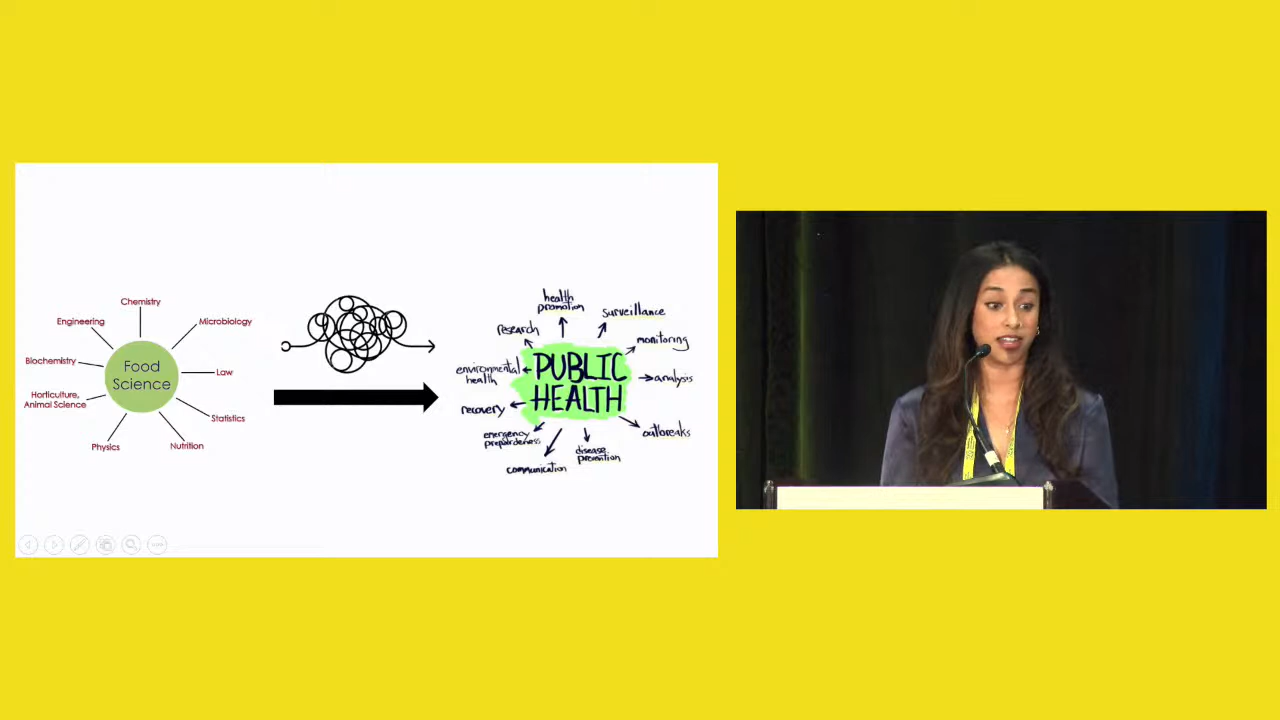 Chemistry
Engineering
Microbiology
Biochemistry
Food
Science
Law
Horticulture,
Animal Science
Statistics
Physics
Nutrition
health
promotion
surveillance
research
monitoring
PUBLIC
HEALTH
environmental
health
analysis
recovery
outbreaks
emergency
disease
prevention
communication